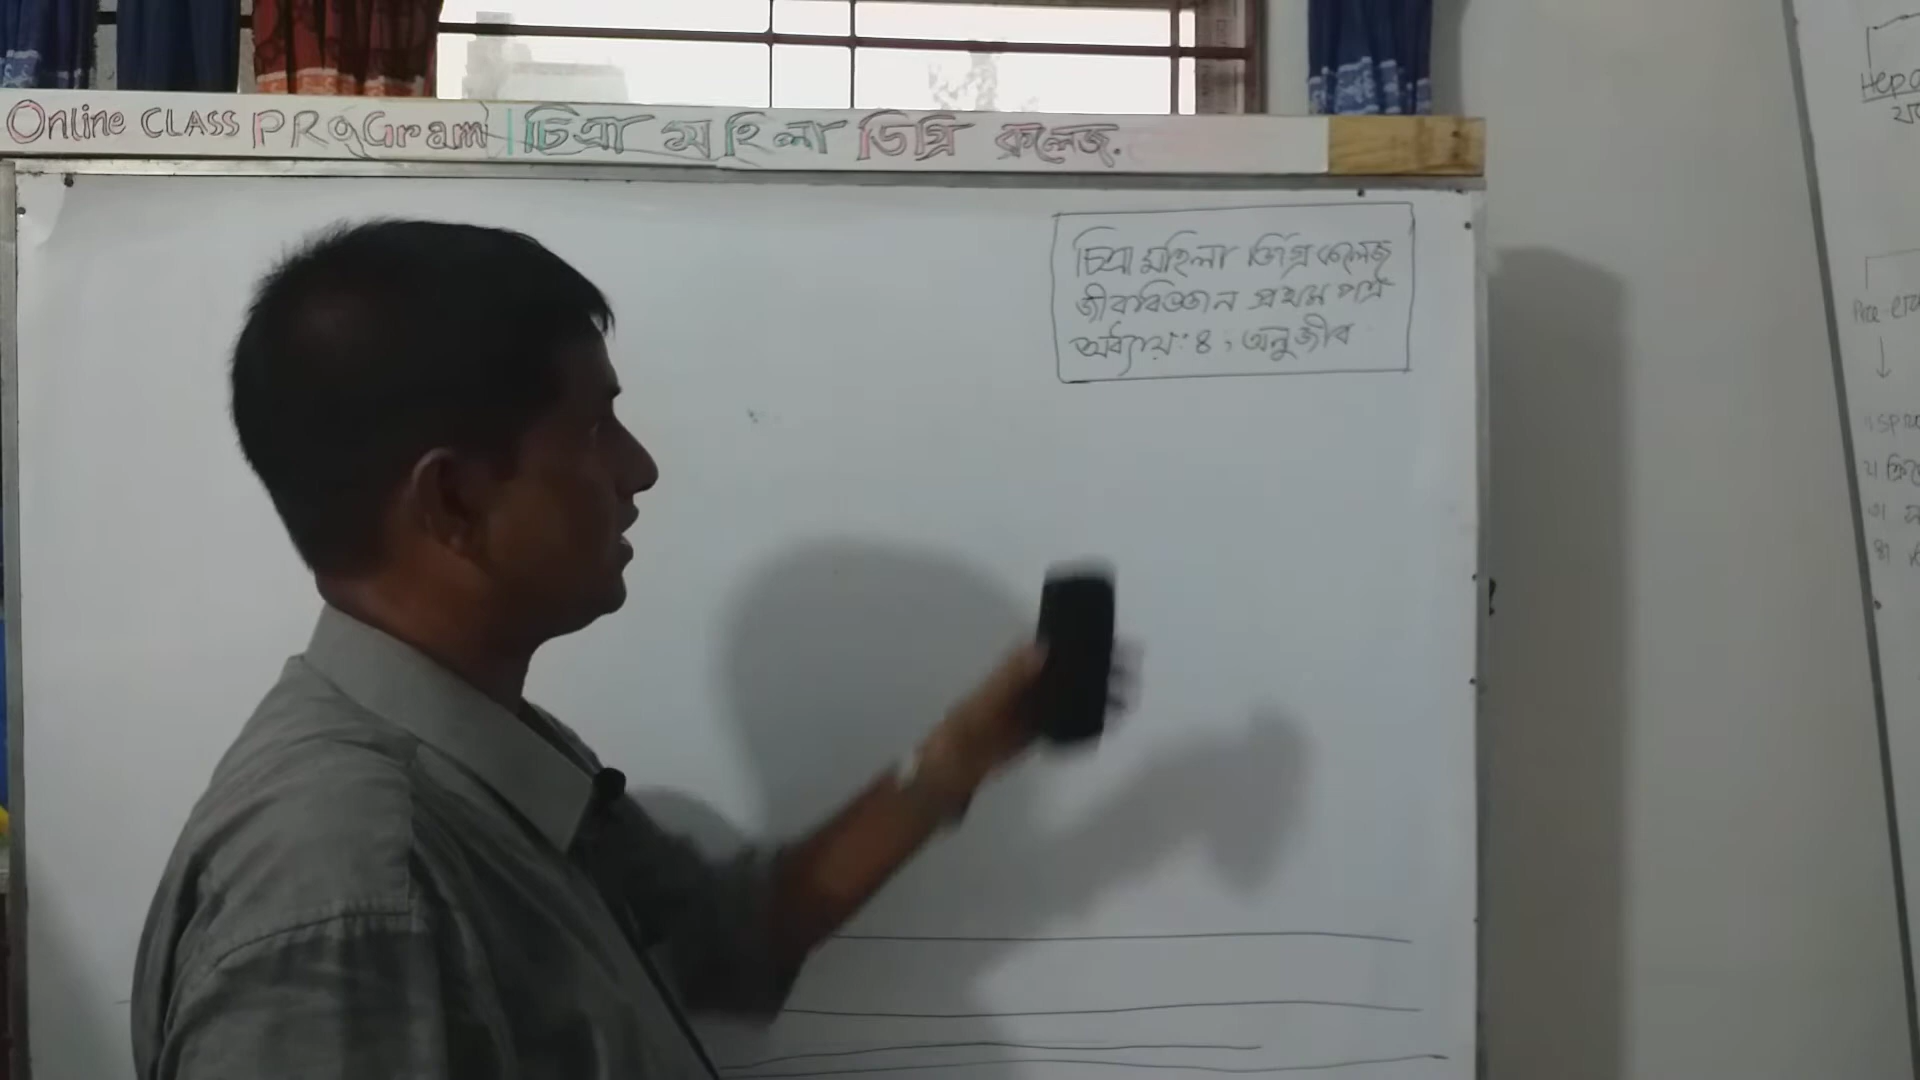 Online CLASS PRoGram | চিত্রা মহিলা ডিগ্রি কলেজ.
চিত্রা মহিলা ডিগ্রি কলেজ
জীববিজ্ঞান প্রথম পত্র
অধ্যায়: ৪, অনুজীব